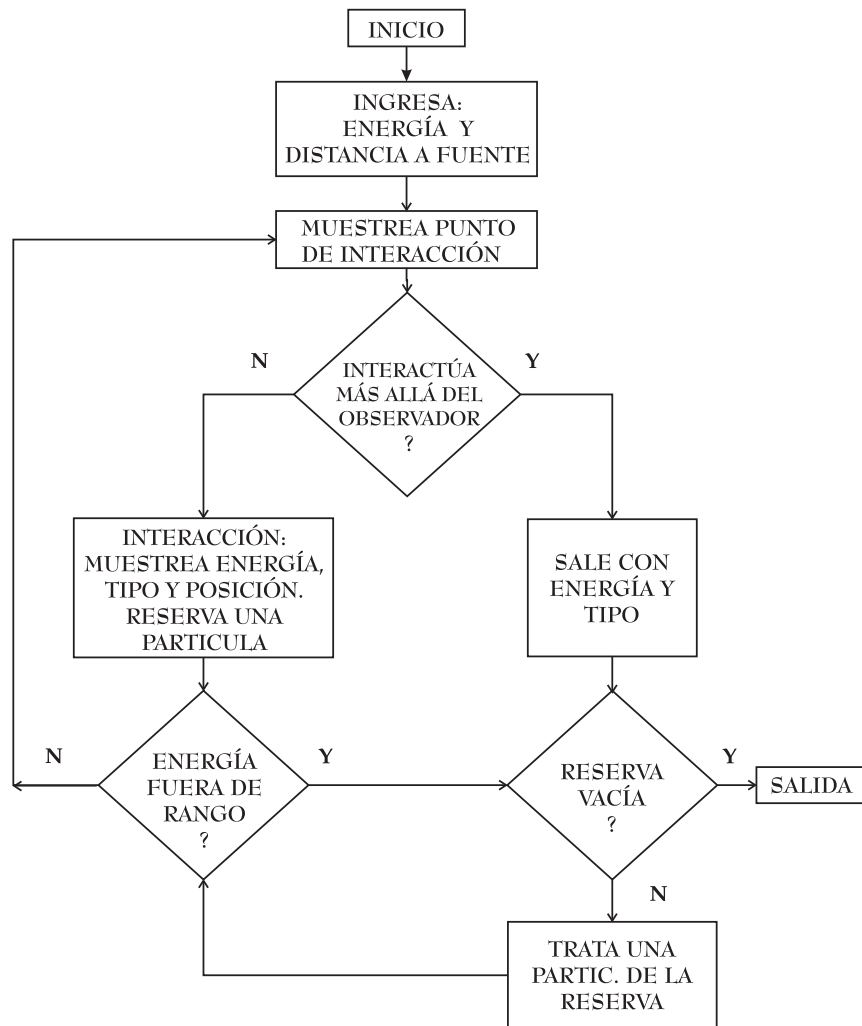 INICIO
INGRESA:
ENERGÍA Y
DISTANCIA A FUENTE
MUESTREA PUNTO
DE INTERACCIÓN
N
Y
INTERACTÚA
MÁS ALLÁ DEL
OBSERVADOR
?
INTERACCIÓN:
MUESTREA ENERGÍA,
TIPO Y POSICIÓN.
RESERVA UNA
PARTICULA
SALE CON
ENERGÍA Y
TIPO
N
ENERGÍA
FUERA DE
RANGO
?
Y
RESERVA
VACÍA
?
Y
SALIDA
N
TRATA UNA
PARTIC. DE LA
RESERVA